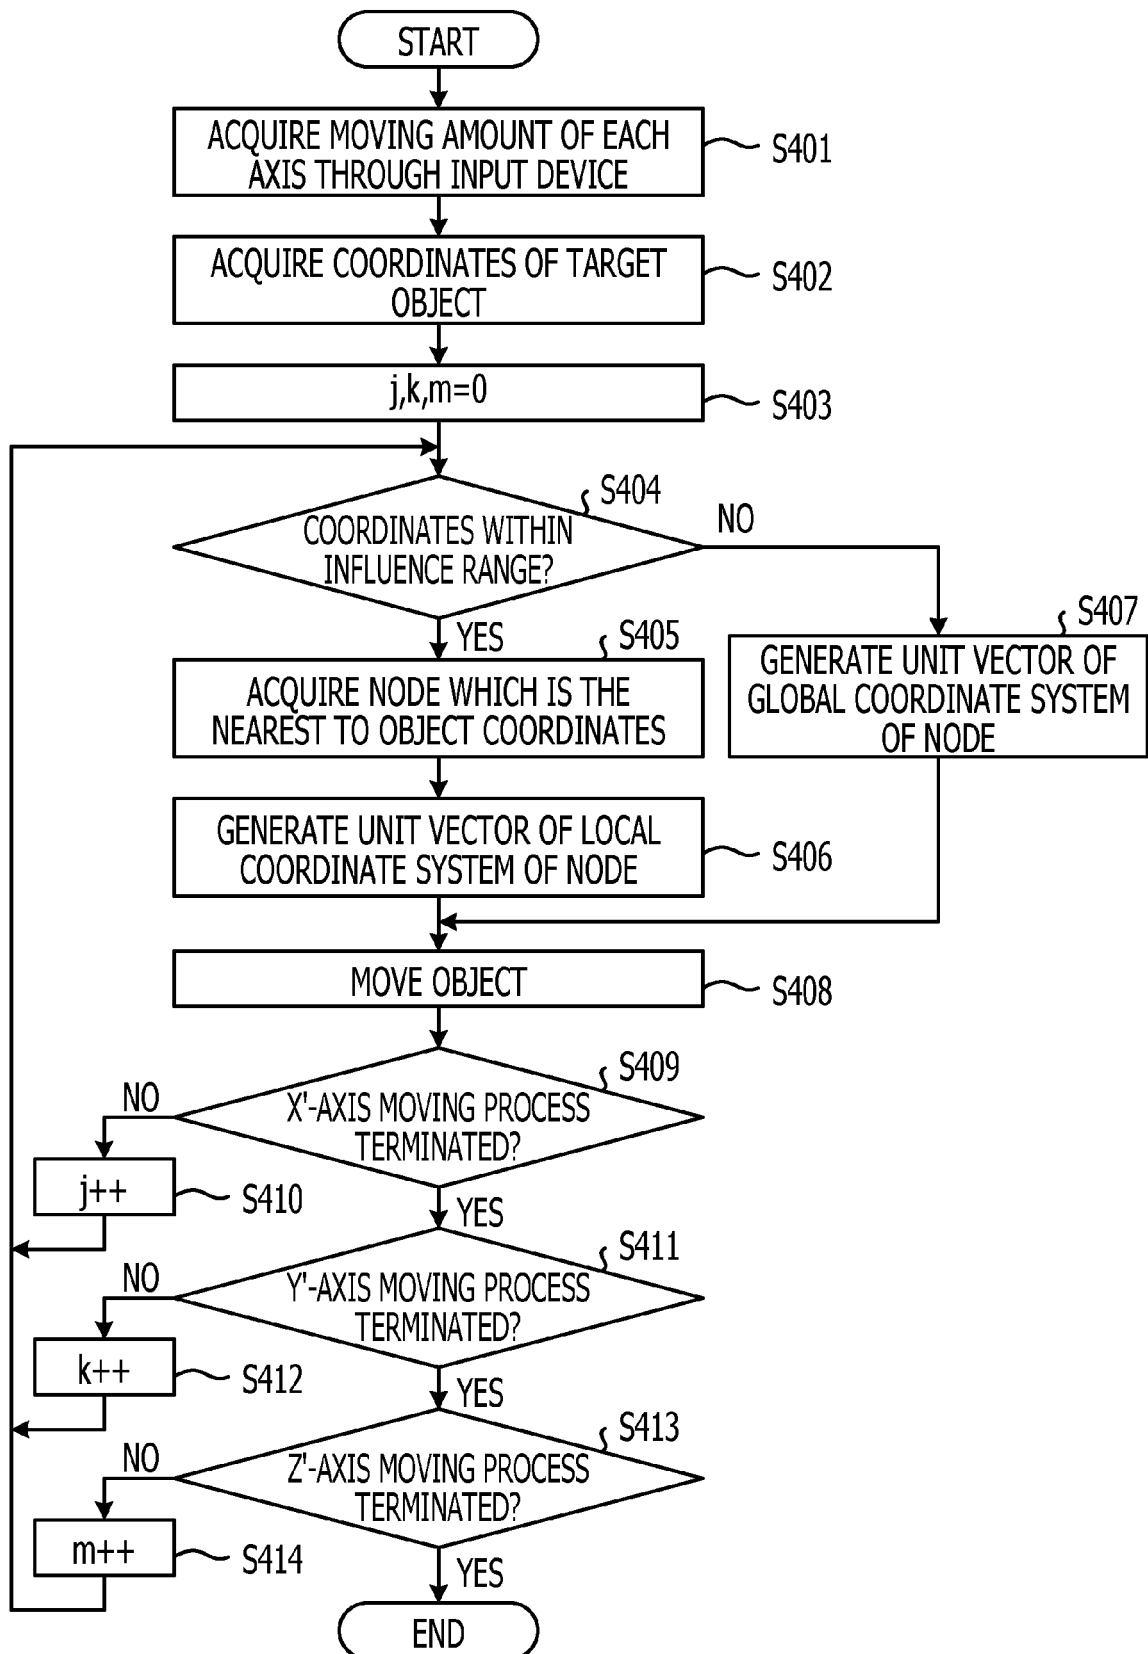 START
ACQUIRE MOVING AMOUNT OF EACH
AXIS THROUGH INPUT DEVICE
S401
ACQUIRE COORDINATES OF TARGET
OBJECT
S402
j,k,m=0
S403
S404
COORDINATES WITHIN
INFLUENCE RANGE?
NO
YES
S405
S407
ACQUIRE NODE WHICH IS THE
NEAREST TO OBJECT COORDINATES
GENERATE UNIT VECTOR OF
GLOBAL COORDINATE SYSTEM
OF NODE
GENERATE UNIT VECTOR OF LOCAL
COORDINATE SYSTEM OF NODE
S406
MOVE OBJECT
S408
S409
NO
X'-AXIS MOVING PROCESS
TERMINATED?
j++
S410
YES
S411
NO
Y'-AXIS MOVING PROCESS
TERMINATED?
k++
S412
YES
S413
NO
Z'-AXIS MOVING PROCESS
TERMINATED?
m++
S414
YES
END